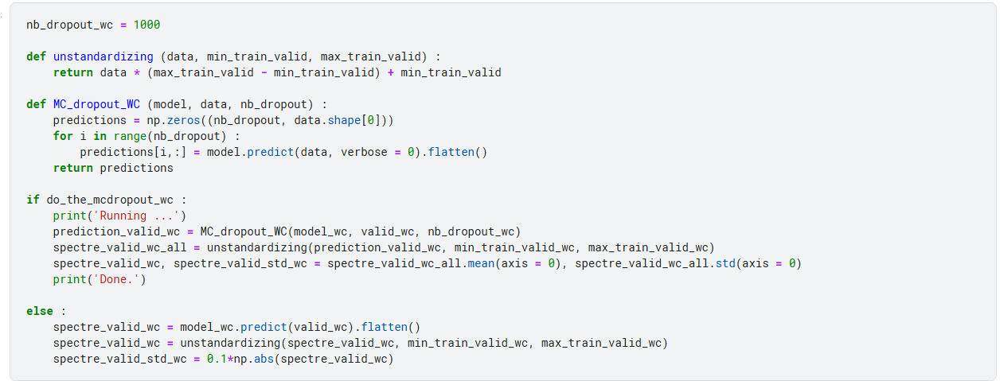 nb_dropout_wc = 1000
def unstandardizing (data, min_train_valid, max_train_valid) :
    return data * (max_train_valid - min_train_valid) + min_train_valid
def MC_dropout_WC (model, data, nb_dropout) :
    predictions = np.zeros((nb_dropout, data.shape[0]))
    for i in range(nb_dropout) :
        predictions[i,:] = model.predict(data, verbose = 0).flatten()
    return predictions
if do_the_mcdropout_wc :
    print('Running ...')
    prediction_valid_wc = MC_dropout_WC(model_wc, valid_wc, nb_dropout_wc)
    spectre_valid_wc_all = unstandardizing(prediction_valid_wc, min_train_valid_wc, max_train_valid_wc)
    spectre_valid_wc, spectre_valid_std_wc = spectre_valid_wc_all.mean(axis = 0), spectre_valid_wc_all.std(axis = 0)
    print('Done.')
else :
    spectre_valid_wc = model_wc.predict(valid_wc).flatten()
    spectre_valid_wc = unstandardizing(spectre_valid_wc, min_train_valid_wc, max_train_valid_wc)
    spectre_valid_std_wc = 0.1*np.abs(spectre_valid_wc)